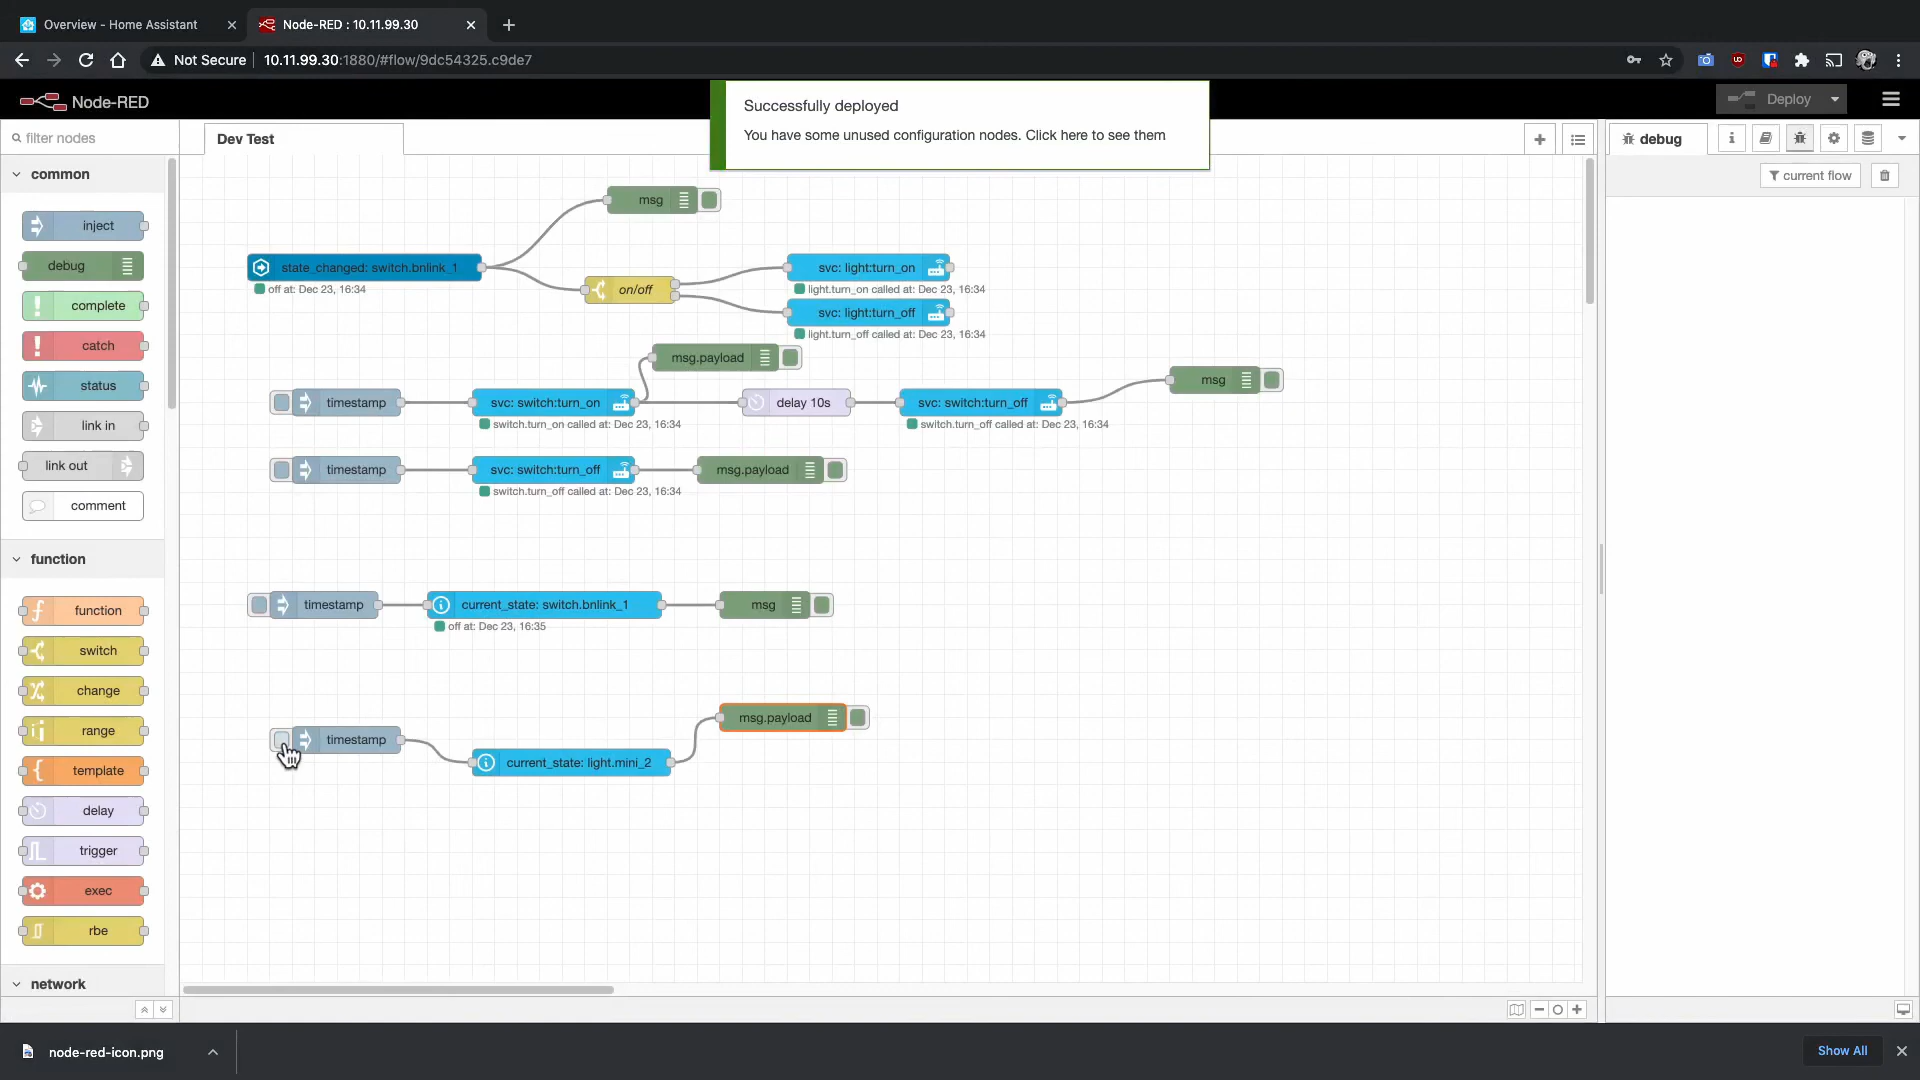 Overview - Home Assistant
Node-RED : 10.11.99.30
Not Secure
10.11.99.30:1880/#flow/9dc54325.c9de7
Node-RED
Deploy
Successfully deployed
You have some unused configuration nodes. Click here to see them
filter nodes
Dev Test
debug
current flow
common
inject
debug
complete
catch
status
link in
link out
comment
function
function
switch
change
range
template
delay
trigger
exec
rbe
network
msg
state_changed: switch.bnlink_1
off at: Dec 23, 16:34
on/off
svc: light:turn_on
light.turn_on called at: Dec 23, 16:34
svc: light:turn_off
light.turn_off called at: Dec 23, 16:34
msg.payload
timestamp
svc: switch:turn_on
switch.turn_on called at: Dec 23, 16:34
delay 10s
svc: switch:turn_off
switch.turn_off called at: Dec 23, 16:34
msg
timestamp
svc: switch:turn_off
switch.turn_off called at: Dec 23, 16:34
msg.payload
timestamp
current_state: switch.bnlink_1
off at: Dec 23, 16:35
msg
timestamp
current_state: light.mini_2
msg.payload
node-red-icon.png
Show All